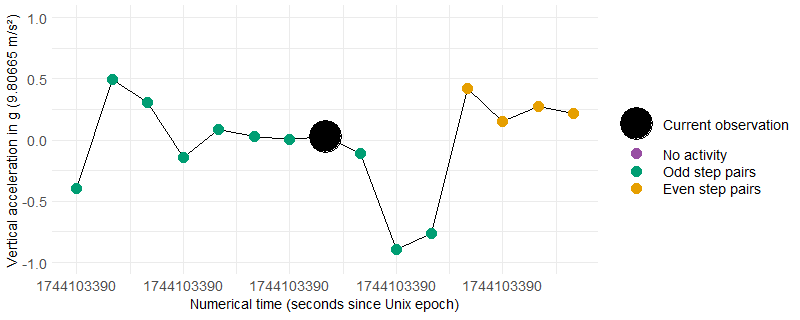 Vertical acceleration in g (9.80665 m/s²)
1.0
0.5
0.0
-0.5
-1.0
1744103390 1744103390 1744103390 1744103390 1744103390
Numerical time (seconds since Unix epoch)
Current observation
No activity
Odd step pairs
Even step pairs